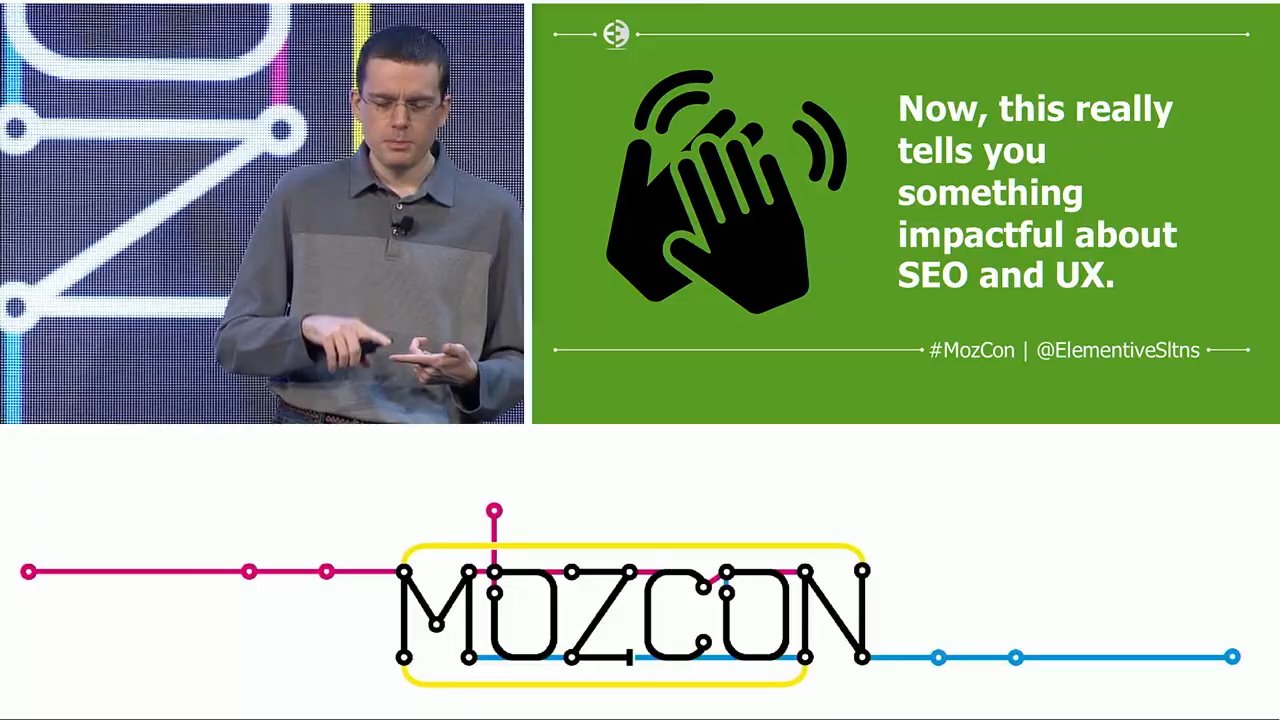 Now, this really
tells you
something
impactful about
SEO and UX.
#MozCon | @ElementiveSltns
MOZCON